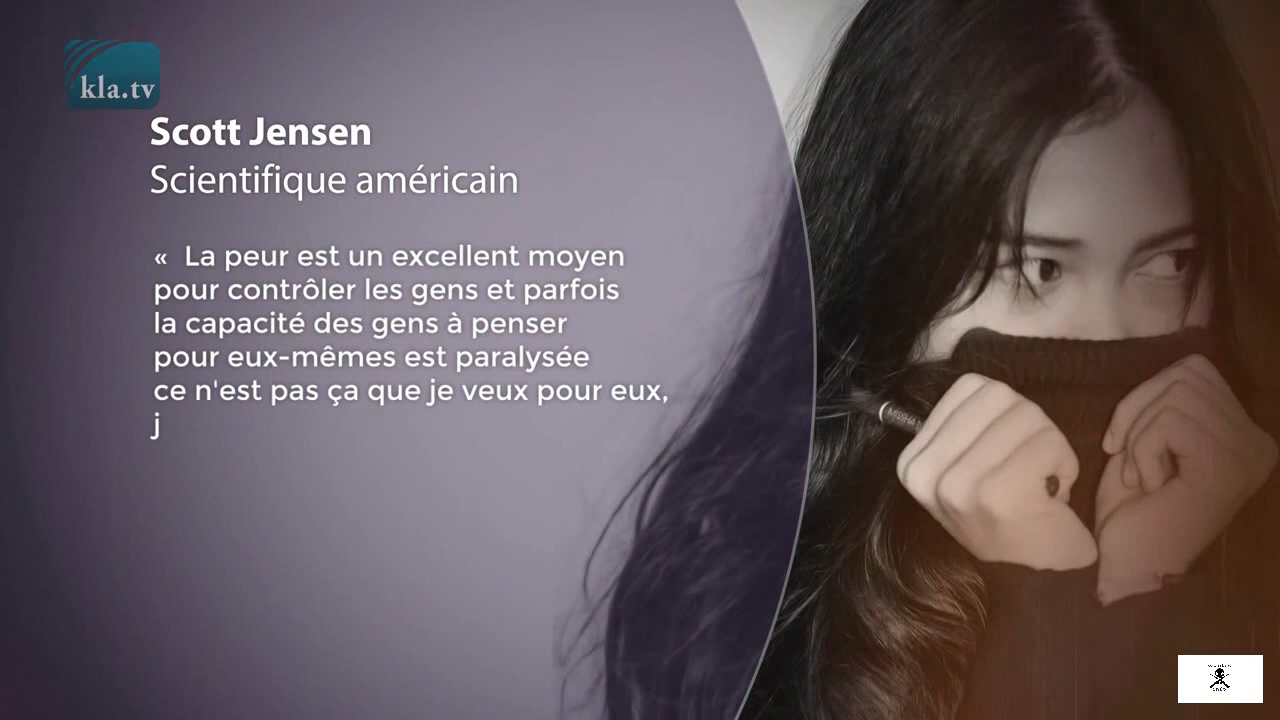 kla.tv
Scott Jensen
Scientifique américain
«  La peur est un excellent moyen
pour contrôler les gens et parfois
la capacité des gens à penser
pour eux-mêmes est paralysée
ce n'est pas ça que je veux pour eux,
j